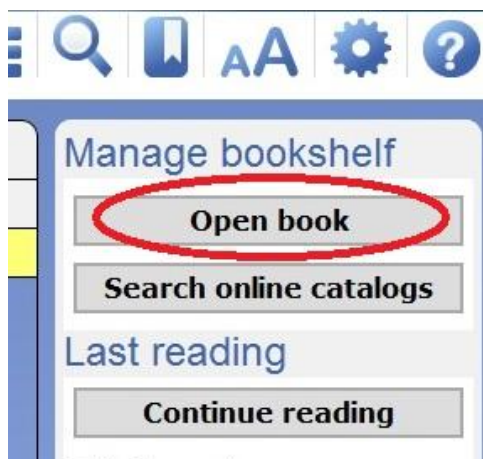 AA
Manage bookshelf
Open book
Search online catalogs
Last reading
Continue reading